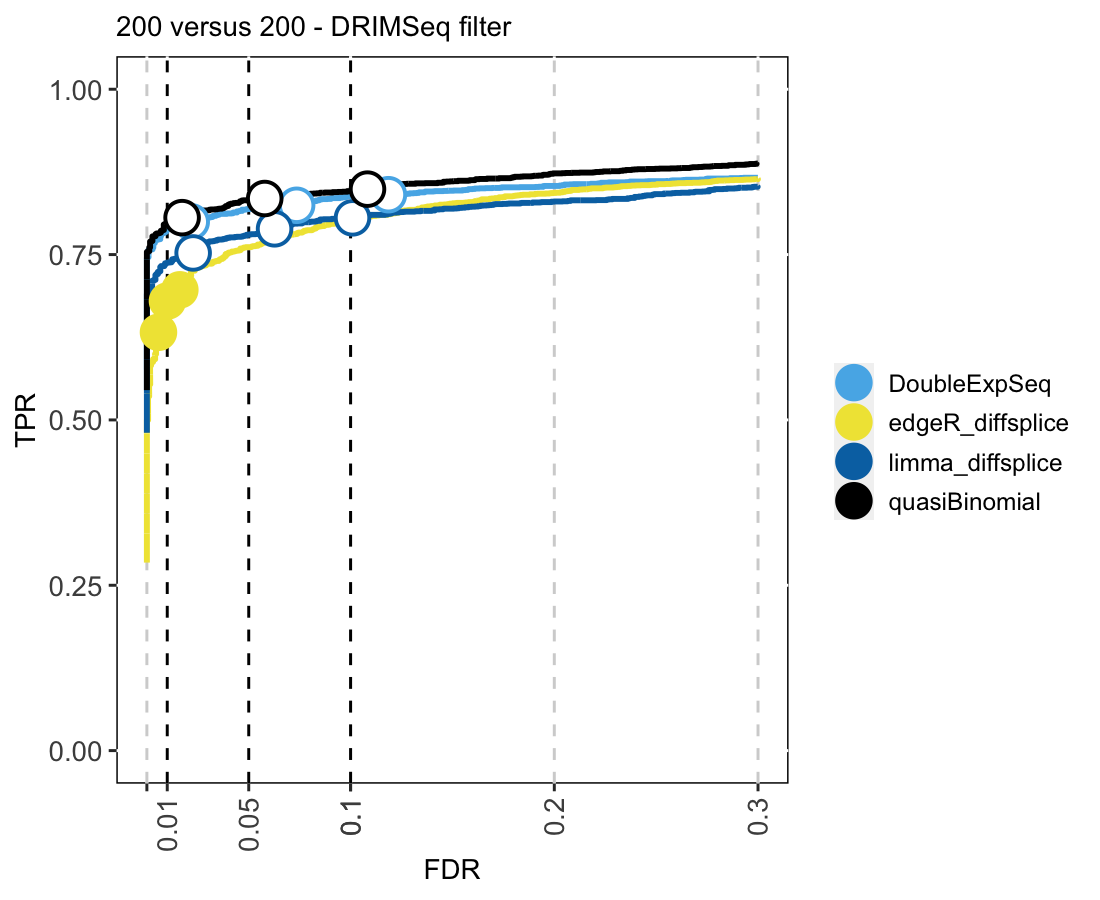 200 versus 200 - DRIMSeq filter
1.00
0.75
0.50
0.25
0.00
TPR
0.01
0.05
0.1
0.2
0.3
FDR
DoubleExpSeq
edgeR_diffsplice
limma_diffsplice
quasiBinomial